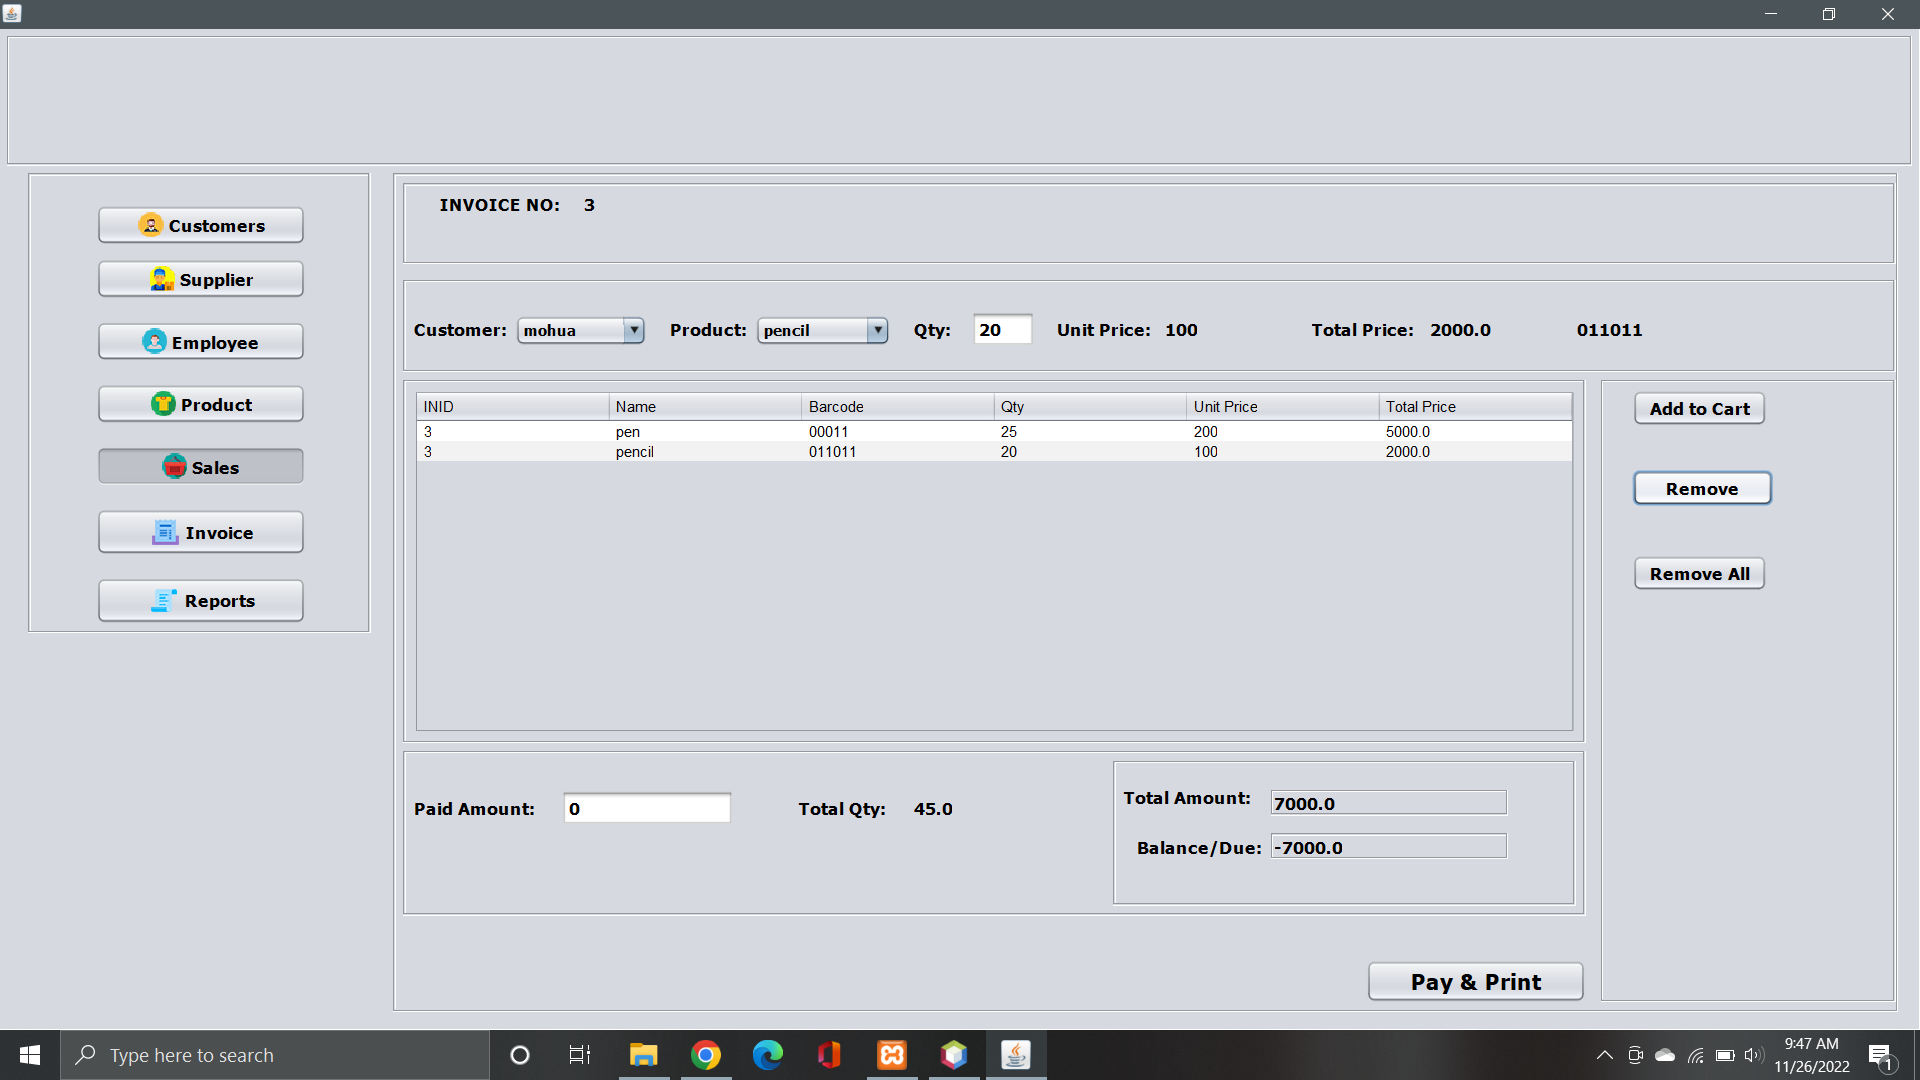 Customers
Supplier
Employee
Product
Sales
Invoice
Reports
INVOICE NO: 3
Customer: mohua Product: pencil Qty: 20 Unit Price: 100 Total Price: 2000.0 011011
INID Name Barcode Qty Unit Price Total Price
3 pen 00011 25 200 5000.0
3 pencil 011011 20 100 2000.0
Add to Cart
Remove
Remove All
Paid Amount: 0 Total Qty: 45.0
Total Amount: 7000.0
Balance/Due: -7000.0
Pay & Print
Type here to search
9:47 AM
11/26/2022
1